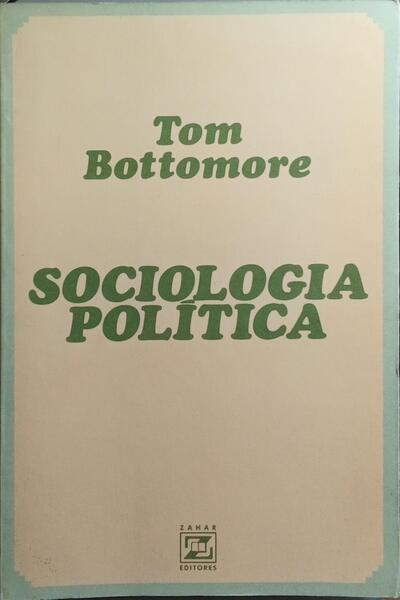 Tom
Bottomore
SOCIOLOGIA
POLÍTICA
ZAHAR
EDITORES